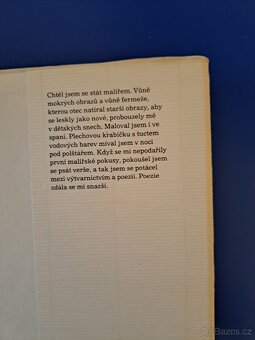 Chtěl jsem se stát malířem. Vůně
mokrých obrazů a vůně fermeže,
kterou otec natíral starší obrazy, aby
se leskly jako nové, probouzely mě
v dětských snech. Maloval jsem i ve
spaní. Plechovou krabičku s tuctem
vodových barev míval jsem v noci
pod polštářem. Když se mi nepodařily
první malířské pokusy, pokoušel jsem
se psát verše, a tak jsem se potácel
mezi výtvarnictvím a poezií. Poezie
zdála se mi snazší.
sbazos.cz